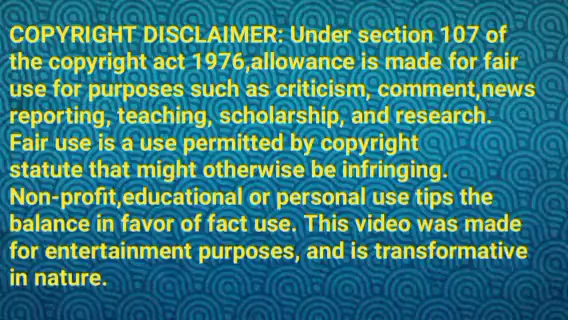 COPYRIGHT DISCLAIMER: Under section 107 of
the copyright act 1976,allowance is made for fair
use for purposes such as criticism, comment,news
reporting, teaching, scholarship, and research.
Fair use is a use permitted by copyright
statute that might otherwise be infringing.
Non-profit,educational or personal use tips the
balance in favor of fact use. This video was made
for entertainment purposes, and is transformative
in nature.